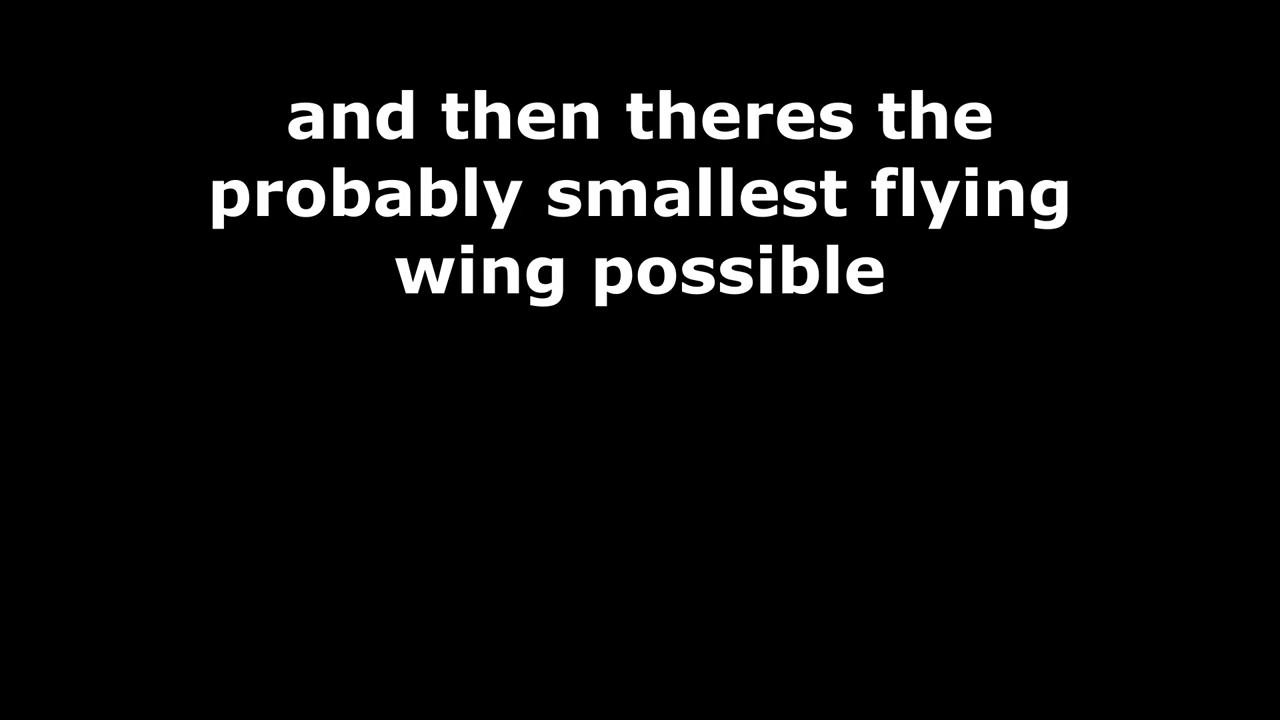 and then theres the
probably smallest flying
wing possible